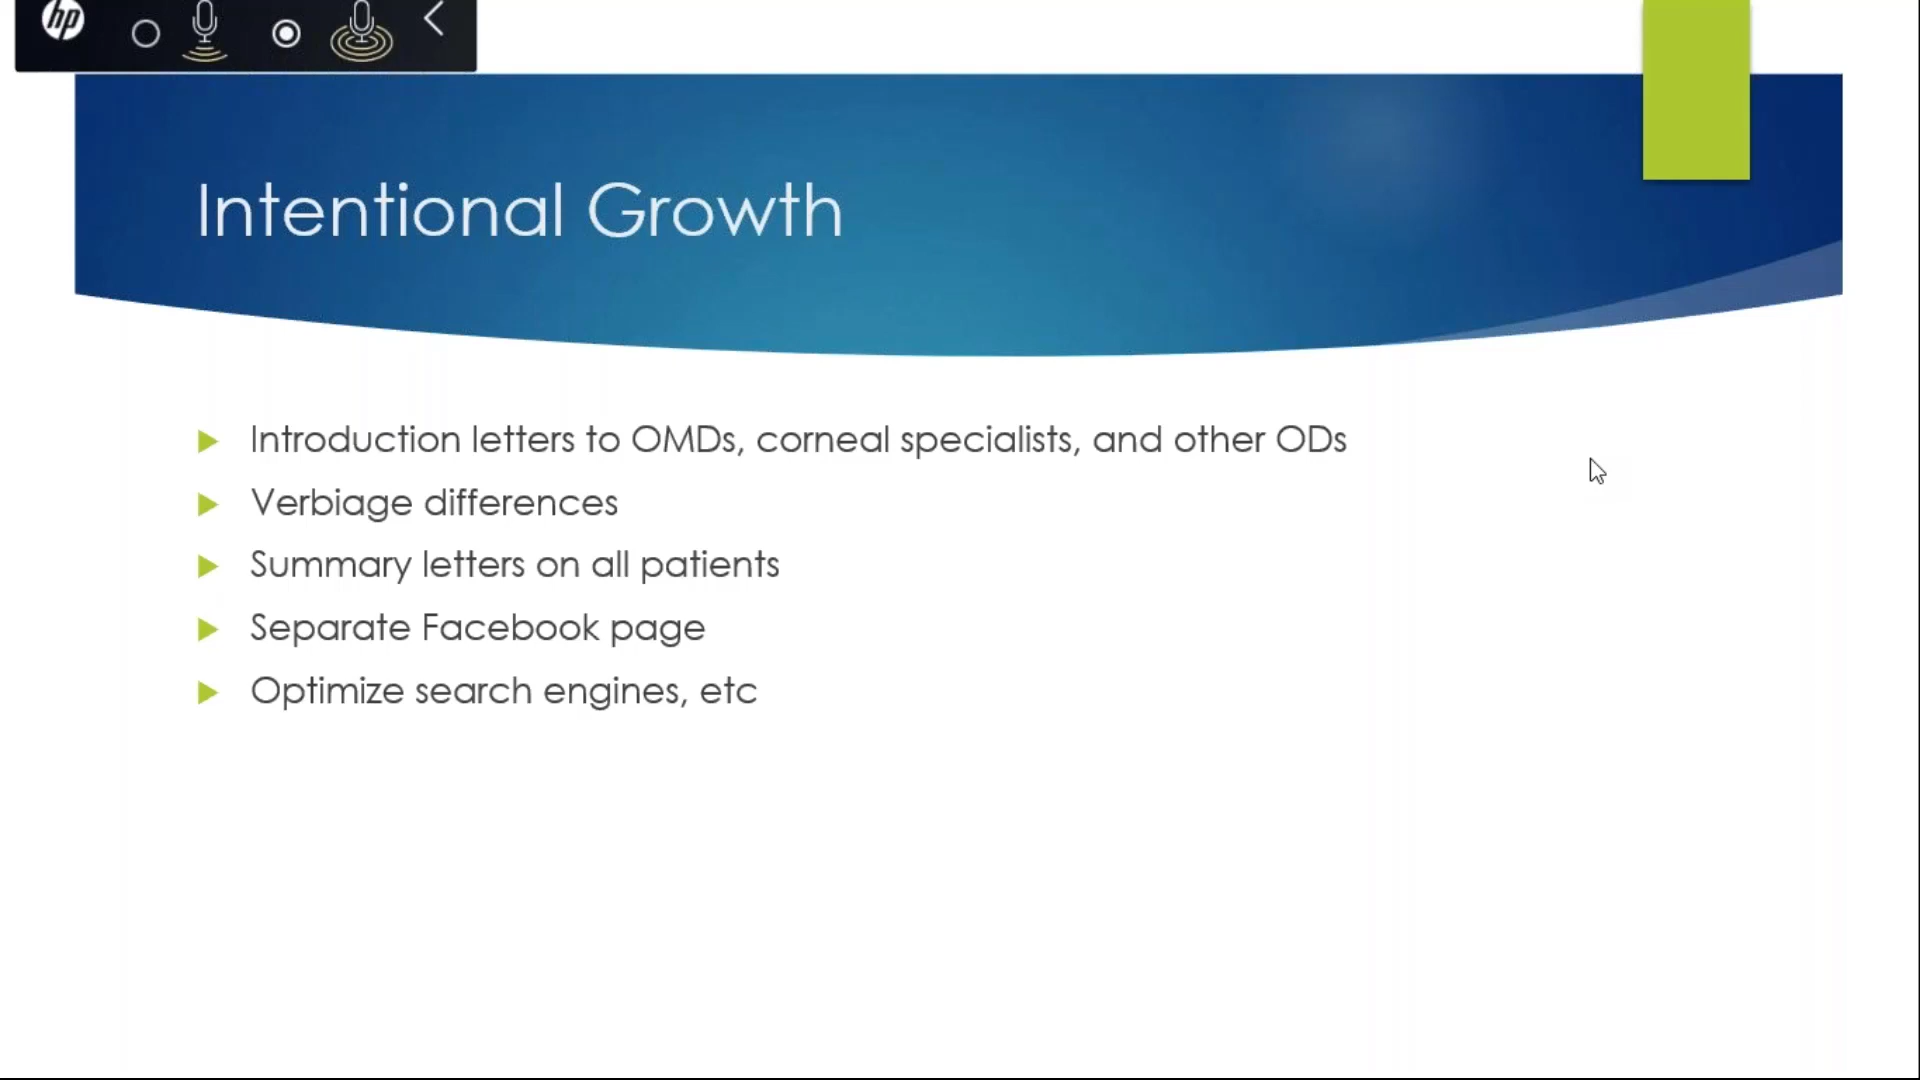 hp
Intentional Growth
Introduction letters to OMDs, corneal specialists, and other ODs
Verbiage differences
Summary letters on all patients
Separate Facebook page
Optimize search engines, etc